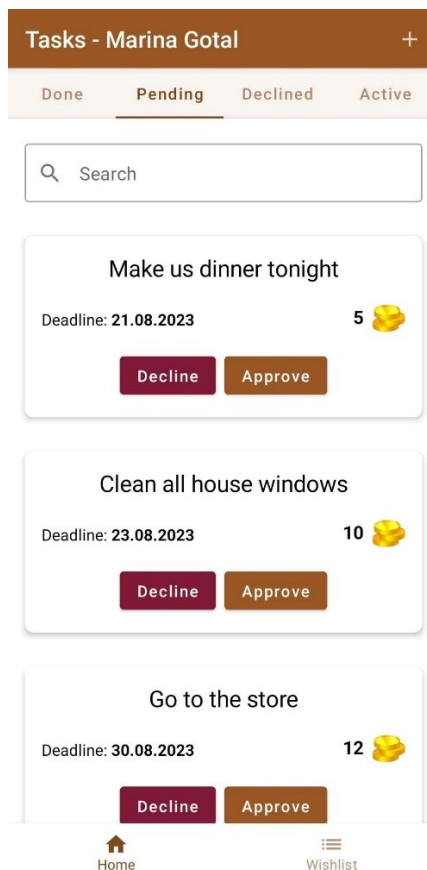 Tasks - Marina Gotal +
Done Pending Declined Active
Search
Make us dinner tonight
Deadline: 21.08.2023 5
Decline Approve
Clean all house windows
Deadline: 23.08.2023 10
Decline Approve
Go to the store
Deadline: 30.08.2023 12
Decline Approve
Home Wishlist